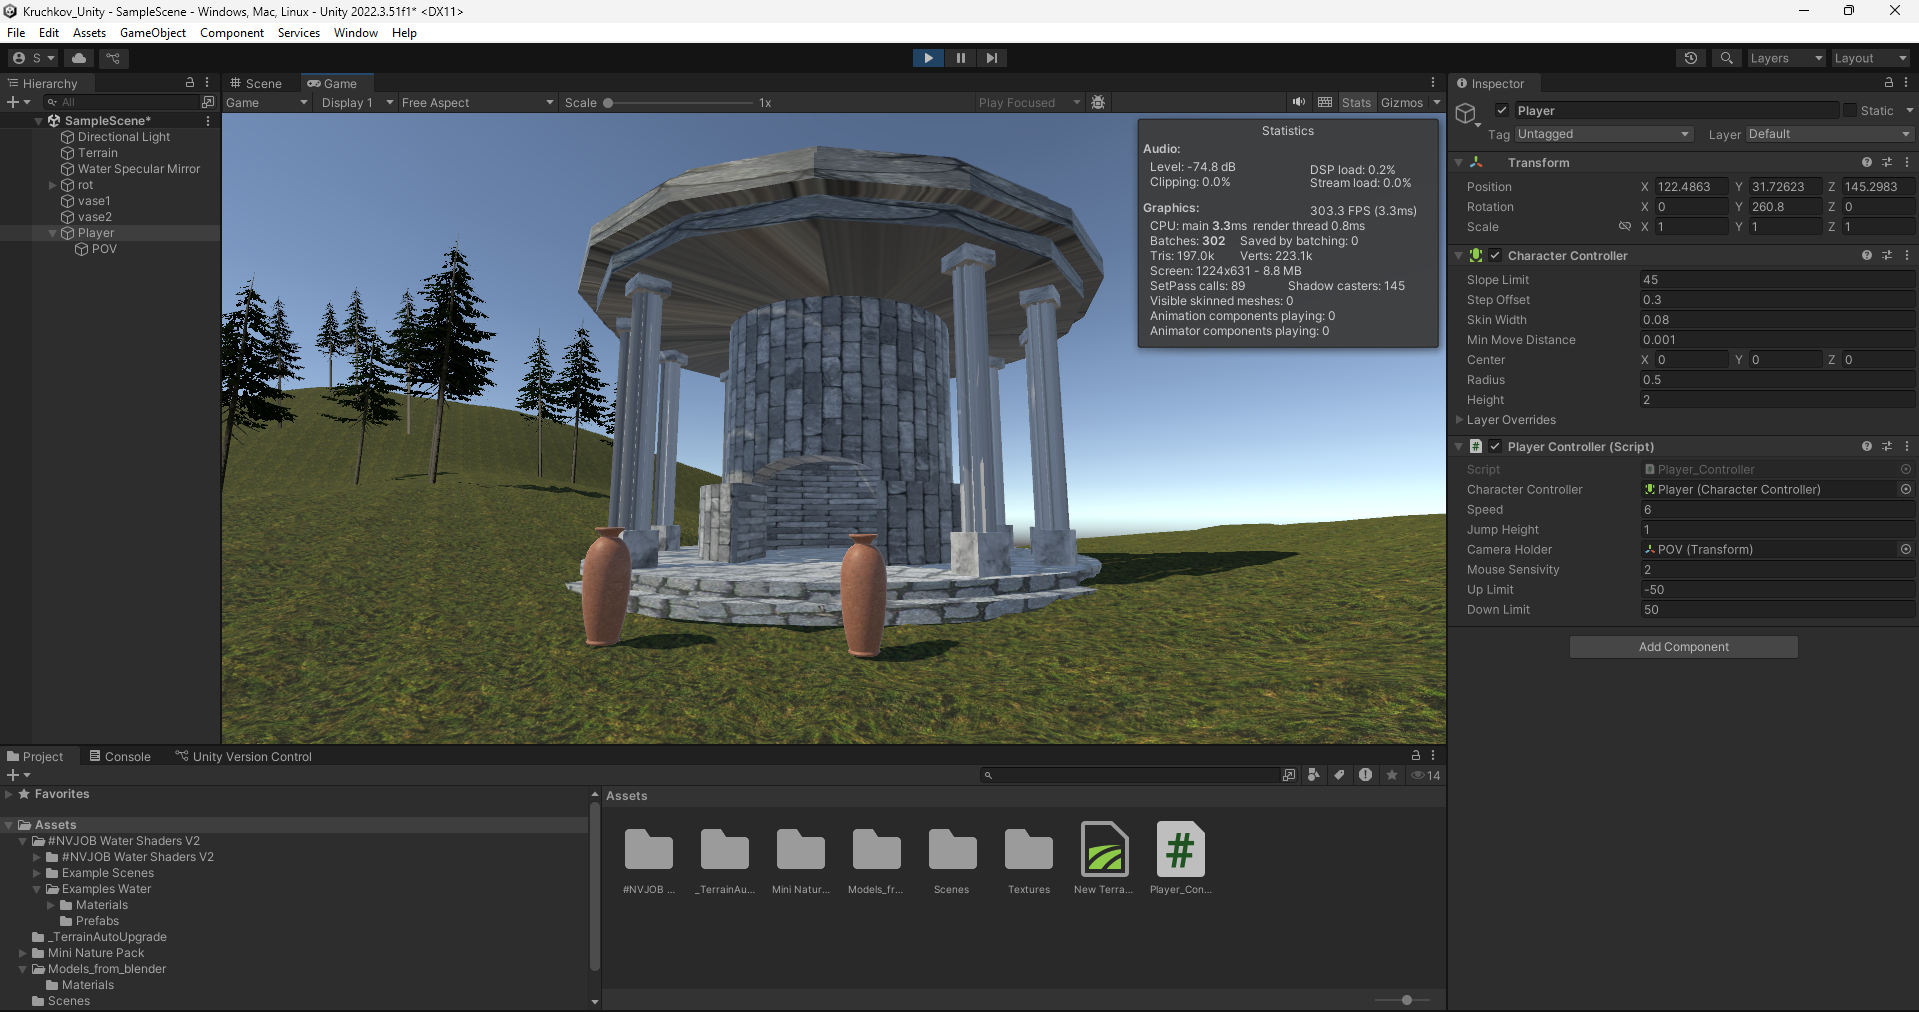 Kruchkov_Unity - SampleScene - Windows, Mac, Linux - Unity 2022.3.51f1* <DX11>
File Edit Assets GameObject Component Services Window Help
S Layers Layout
Hierarchy
All
SampleScene*
Directional Light
Terrain
Water Specular Mirror
rot
vase1
vase2
Player
POV
Scene Game
Game Display 1 Free Aspect Scale 1x Play Focused Stats Gizmos
Statistics
Audio:
Level: -74.8 dB DSP load: 0.2%
Clipping: 0.0% Stream load: 0.0%
Graphics: 303.3 FPS (3.3ms)
CPU: main 3.3ms render thread 0.8ms
Batches: 302 Saved by batching: 0
Tris: 197.0k Verts: 223.1k
Screen: 1224x631 - 8.8 MB
SetPass calls: 89 Shadow casters: 145
Visible skinned meshes: 0
Animation components playing: 0
Animator components playing: 0
Inspector
Player Static
Tag Untagged Layer Default
Transform
Position X 122.4863 Y 31.72623 Z 145.2983
Rotation X 0 Y 260.8 Z 0
Scale X 1 Y 1 Z 1
Character Controller
Slope Limit 45
Step Offset 0.3
Skin Width 0.08
Min Move Distance 0.001
Center X 0 Y 0 Z 0
Radius 0.5
Height 2
Layer Overrides
# Player Controller (Script)
Script Player_Controller
Character Controller Player (Character Controller)
Speed 6
Jump Height 1
Camera Holder POV (Transform)
Mouse Sensivity 2
Up Limit -50
Down Limit 50
Add Component
Project Console Unity Version Control
14
Favorites
Assets
#NVJOB Water Shaders V2
#NVJOB Water Shaders V2
Example Scenes
Examples Water
Materials
Prefabs
_TerrainAutoUpgrade
Mini Nature Pack
Models_from_blender
Materials
Scenes
Assets
#
#NVJOB ... _TerrainAu... Mini Natur... Models_fr... Scenes Textures New Terra... Player_Con...